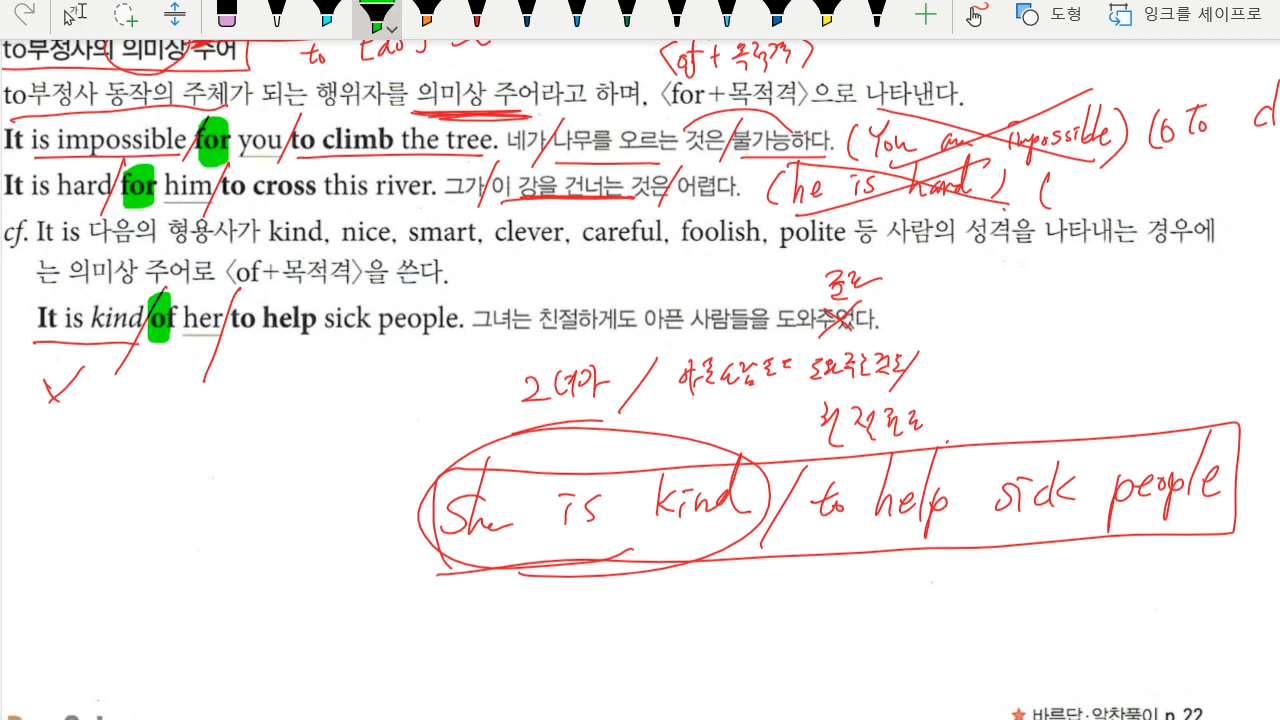 도형 잉크를 셰이프로
to부정사의 의미상 주어
to
<of + 목적격>
to부정사 동작의 주체가 되는 행위자를 의미상 주어라고 하며, 〈for+목적격〉으로 나타낸다.
It is impossible for you to climb the tree. 네가 나무를 오르는 것은 불가능하다. (You are impossible) (
It is hard for him to cross this river. 그가 이 강을 건너는 것은 어렵다. (he is hard) (
cf. It is 다음의 형용사가 kind, nice, smart, clever, careful, foolish, polite 등 사람의 성격을 나타내는 경우에
는 의미상 주어로 〈of+목적격〉을 쓴다.
It is kind of her to help sick people. 그녀는 친절하게도 아픈 사람들을 도와주었다.
그녀가 /
she is kind / to help sick people
바른답·알찬풀이 p. 22